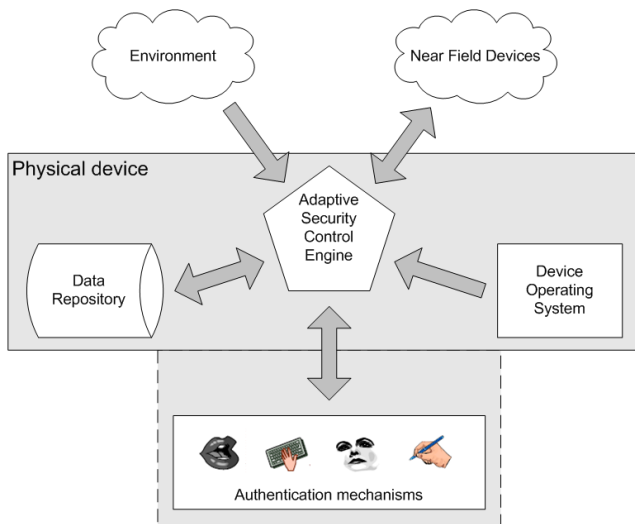 Environment
Near Field Devices
Physical device
Adaptive
Security
Control
Engine
Data
Repository
Device
Operating
System
Authentication mechanisms